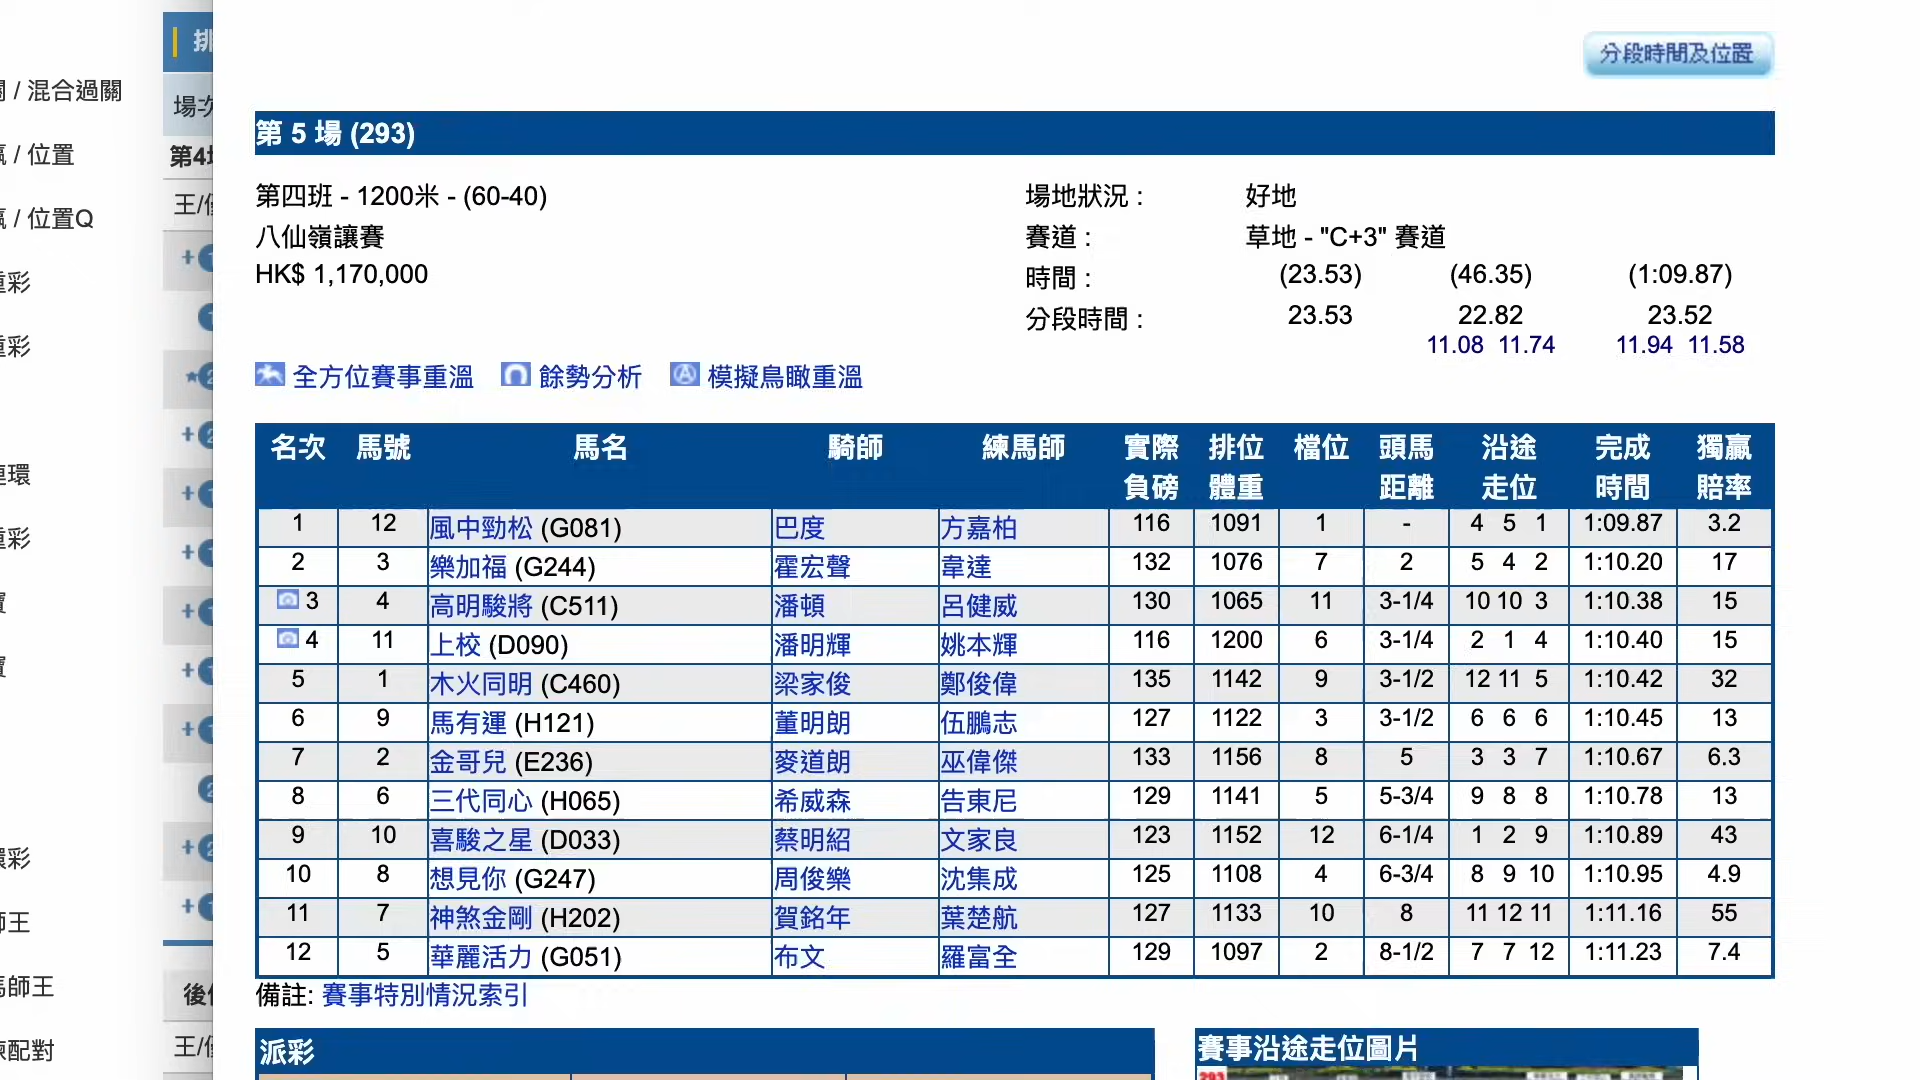 分段時間及位置
/ 混合過關
/ 位置
/ 位置Q
重彩
重彩
連環
重彩
師王
馬師王
配對
場次
第4
王/
後
王/
第 5 場 (293)
第四班 - 1200米 - (60-40) 場地狀況 : 好地
八仙嶺讓賽 賽道 : 草地 - "C+3" 賽道
HK$ 1,170,000 時間 : (23.53) (46.35) (1:09.87)
分段時間 : 23.53 22.82 23.52
11.08 11.74 11.94 11.58
全方位賽事重溫 餘勢分析 模擬鳥瞰重溫
名次 馬號 馬名 騎師 練馬師 實際 排位 檔位 頭馬 沿途 完成 獨贏
負磅 體重 距離 走位 時間 賠率
1 12 風中勁松 (G081) 巴度 方嘉柏 116 1091 1 - 4 5 1 1:09.87 3.2
2 3 樂加福 (G244) 霍宏聲 韋達 132 1076 7 2 5 4 2 1:10.20 17
3 4 高明駿將 (C511) 潘頓 呂健威 130 1065 11 3-1/4 10 10 3 1:10.38 15
4 11 上校 (D090) 潘明輝 姚本輝 116 1200 6 3-1/4 2 1 4 1:10.40 15
5 1 木火同明 (C460) 梁家俊 鄭俊偉 135 1142 9 3-1/2 12 11 5 1:10.42 32
6 9 馬有運 (H121) 董明朗 伍鵬志 127 1122 3 3-1/2 6 6 6 1:10.45 13
7 2 金哥兒 (E236) 麥道朗 巫偉傑 133 1156 8 5 3 3 7 1:10.67 6.3
8 6 三代同心 (H065) 希威森 告東尼 129 1141 5 5-3/4 9 8 8 1:10.78 13
9 10 喜駿之星 (D033) 蔡明紹 文家良 123 1152 12 6-1/4 1 2 9 1:10.89 43
10 8 想見你 (G247) 周俊樂 沈集成 125 1108 4 6-3/4 8 9 10 1:10.95 4.9
11 7 神煞金剛 (H202) 賀銘年 葉楚航 127 1133 10 8 11 12 11 1:11.16 55
12 5 華麗活力 (G051) 布文 羅富全 129 1097 2 8-1/2 7 7 12 1:11.23 7.4
備註: 賽事特別情況索引
派彩 賽事沿途走位圖片
293